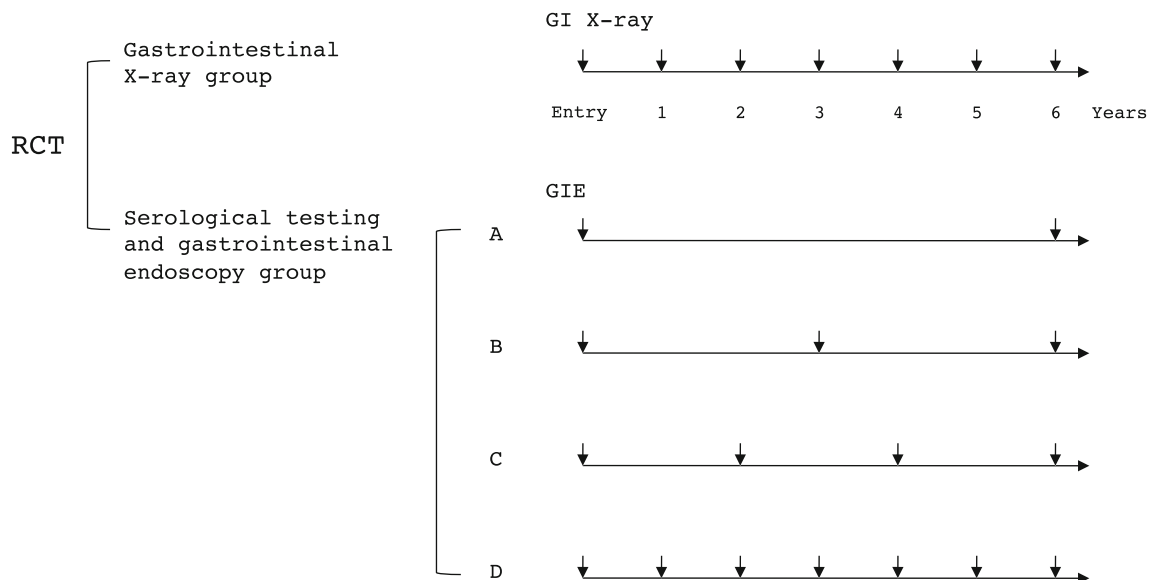 GI X-ray
Gastrointestinal
X-ray group
Entry 1 2 3 4 5 6 Years
RCT
GIE
Serological testing
and gastrointestinal
endoscopy group
A
B
C
D